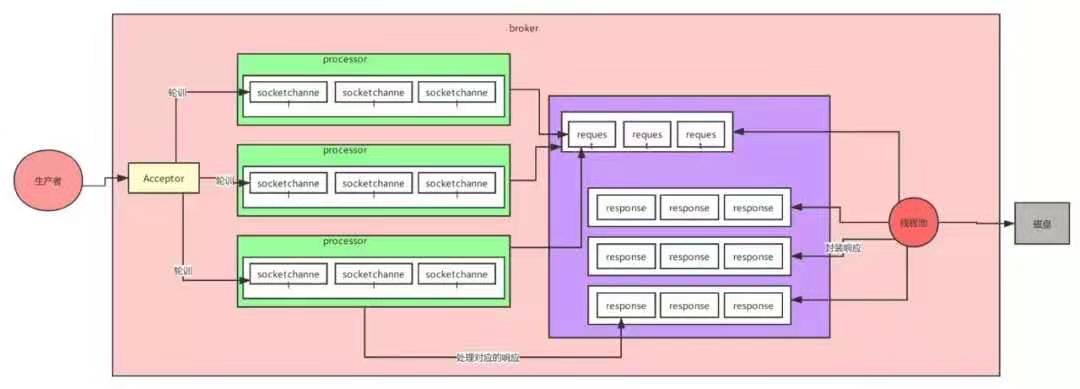 broker
processor
socketchanne
l
socketchanne
l
socketchanne
l
轮训
生产者
Acceptor
轮训
processor
socketchanne
l
socketchanne
l
socketchanne
l
轮训
processor
socketchanne
l
socketchanne
l
socketchanne
l
reques
t
reques
t
reques
t
response
response
response
response
response
response
response
response
response
线程池
封装响应
磁盘
处理对应的响应